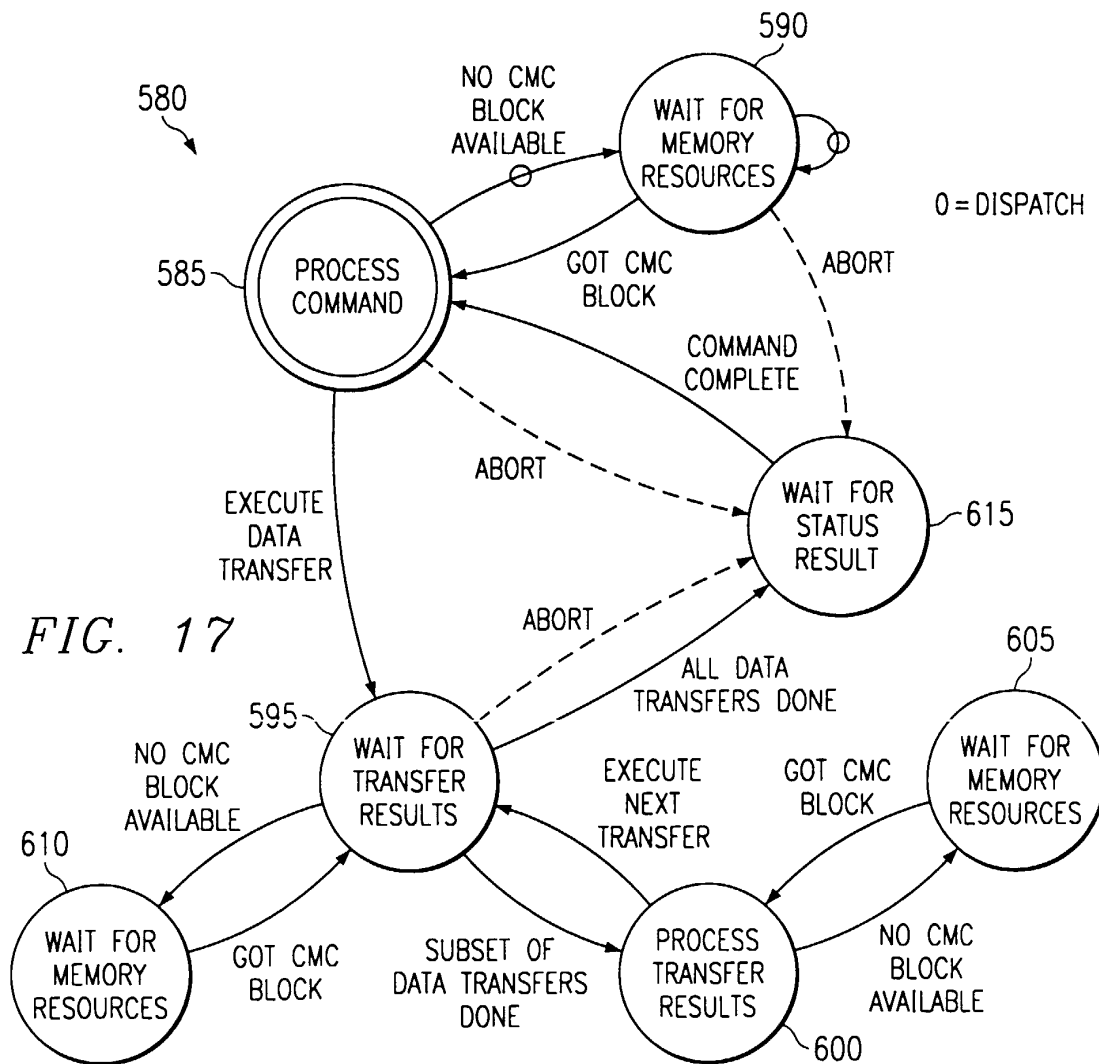 590
NO CMC
BLOCK
AVAILABLE
WAIT FOR
MEMORY
RESOURCES
580
O = DISPATCH
585
PROCESS
COMMAND
GOT CMC
BLOCK
ABORT
COMMAND
COMPLETE
ABORT
WAIT FOR
STATUS
RESULT
615
EXECUTE
DATA
TRANSFER
FIG. 17
ABORT
ALL DATA
TRANSFERS DONE
605
595
WAIT FOR
TRANSFER
RESULTS
NO CMC
BLOCK
AVAILABLE
EXECUTE
NEXT
TRANSFER
GOT CMC
BLOCK
WAIT FOR
MEMORY
RESOURCES
610
WAIT FOR
MEMORY
RESOURCES
GOT CMC
BLOCK
SUBSET OF
DATA TRANSFERS
DONE
PROCESS
TRANSFER
RESULTS
NO CMC
BLOCK
AVAILABLE
600